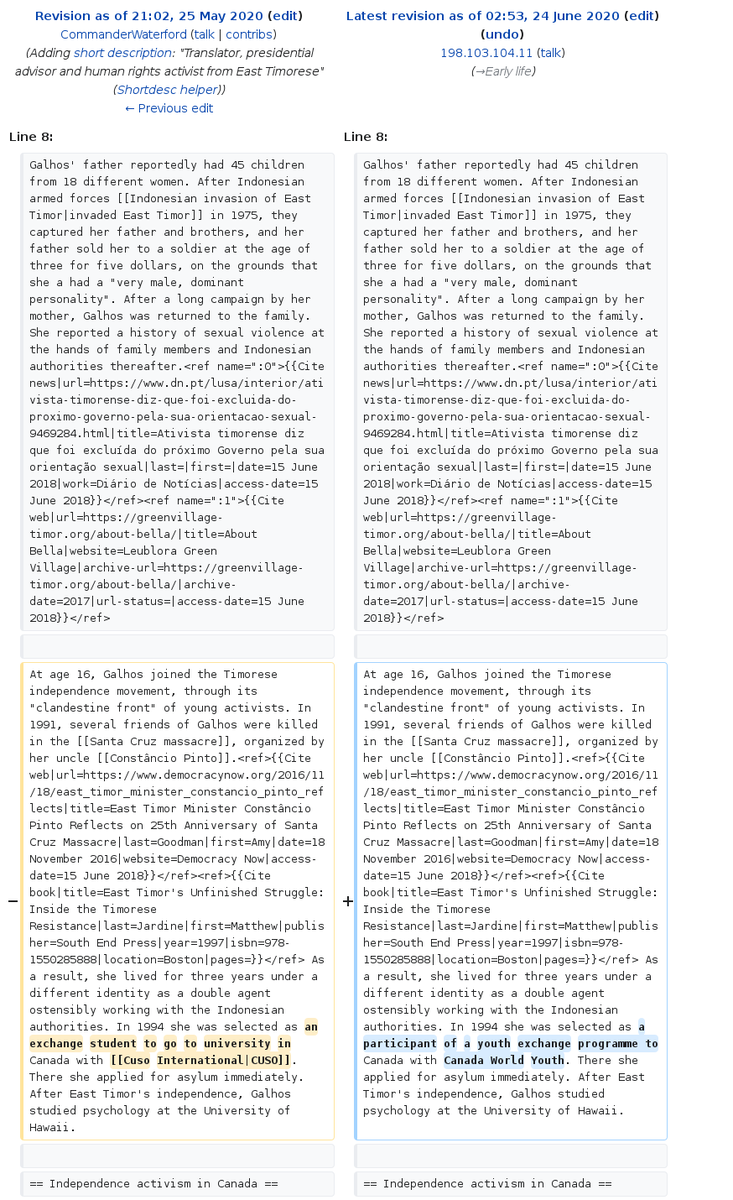 Revision as of 21:02, 25 May 2020 (edit)
CommanderWaterford (talk | contribs)
(Adding short description: "Translator, presidential
advisor and human rights activist from East Timorese"
(Shortdesc helper))
← Previous edit
Latest revision as of 02:53, 24 June 2020 (edit)
(undo)
198.103.104.11 (talk)
(→Early life)
Line 8:
Galhos' father reportedly had 45 children
from 18 different women. After Indonesian
armed forces [[Indonesian invasion of East
Timor|invaded East Timor]] in 1975, they
captured her father and brothers, and her
father sold her to a soldier at the age of
three for five dollars, on the grounds that
she a had a "very male, dominant
personality". After a long campaign by her
mother, Galhos was returned to the family.
She reported a history of sexual violence at
the hands of family members and Indonesian
authorities thereafter.<ref name=":0">{{Cite
news|url=https://www.dn.pt/lusa/interior/ati
vista-timorense-diz-que-foi-excluida-do-
proximo-governo-pela-sua-orientacao-sexual-
9469284.html|title=Ativista timorense diz
que foi excluída do próximo Governo pela sua
orientação sexual|last=|first=|date=15 June
2018|work=Diário de Notícias|access-date=15
June 2018}}</ref><ref name=":1">{{Cite
web|url=https://greenvillage-
timor.org/about-bella/|title=About
Bella|website=Leublora Green
Village|archive-url=https://greenvillage-
timor.org/about-bella/|archive-
date=2017|url-status=|access-date=15 June
2018}}</ref>
Line 8:
Galhos' father reportedly had 45 children
from 18 different women. After Indonesian
armed forces [[Indonesian invasion of East
Timor|invaded East Timor]] in 1975, they
captured her father and brothers, and her
father sold her to a soldier at the age of
three for five dollars, on the grounds that
she a had a "very male, dominant
personality". After a long campaign by her
mother, Galhos was returned to the family.
She reported a history of sexual violence at
the hands of family members and Indonesian
authorities thereafter.<ref name=":0">{{Cite
news|url=https://www.dn.pt/lusa/interior/ati
vista-timorense-diz-que-foi-excluida-do-
proximo-governo-pela-sua-orientacao-sexual-
9469284.html|title=Ativista timorense diz
que foi excluída do próximo Governo pela sua
orientação sexual|last=|first=|date=15 June
2018|work=Diário de Notícias|access-date=15
June 2018}}</ref><ref name=":1">{{Cite
web|url=https://greenvillage-
timor.org/about-bella/|title=About
Bella|website=Leublora Green
Village|archive-url=https://greenvillage-
timor.org/about-bella/|archive-
date=2017|url-status=|access-date=15 June
2018}}</ref>
−
At age 16, Galhos joined the Timorese
independence movement, through its
"clandestine front" of young activists. In
1991, several friends of Galhos were killed
in the [[Santa Cruz massacre]], organized by
her uncle [[Constâncio Pinto]].<ref>{{Cite
web|url=https://www.democracynow.org/2016/11
/18/east_timor_minister_constancio_pinto_ref
lects|title=East Timor Minister Constâncio
Pinto Reflects on 25th Anniversary of Santa
Cruz Massacre|last=Goodman|first=Amy|date=18
November 2016|website=Democracy Now|access-
date=15 June 2018}}</ref><ref>{{Cite
book|title=East Timor's Unfinished Struggle:
Inside the Timorese
Resistance|last=Jardine|first=Matthew|publis
her=South End Press|year=1997|isbn=978-
1550285888|location=Boston|pages=}}</ref> As
a result, she lived for three years under a
different identity as a double agent
ostensibly working with the Indonesian
authorities. In 1994 she was selected as an
exchange student to go to university in
Canada with [[Cuso International|CUSO]].
There she applied for asylum immediately.
After East Timor's independence, Galhos
studied psychology at the University of
Hawaii.
+
At age 16, Galhos joined the Timorese
independence movement, through its
"clandestine front" of young activists. In
1991, several friends of Galhos were killed
in the [[Santa Cruz massacre]], organized by
her uncle [[Constâncio Pinto]].<ref>{{Cite
web|url=https://www.democracynow.org/2016/11
/18/east_timor_minister_constancio_pinto_ref
lects|title=East Timor Minister Constâncio
Pinto Reflects on 25th Anniversary of Santa
Cruz Massacre|last=Goodman|first=Amy|date=18
November 2016|website=Democracy Now|access-
date=15 June 2018}}</ref><ref>{{Cite
book|title=East Timor's Unfinished Struggle:
Inside the Timorese
Resistance|last=Jardine|first=Matthew|publis
her=South End Press|year=1997|isbn=978-
1550285888|location=Boston|pages=}}</ref> As
a result, she lived for three years under a
different identity as a double agent
ostensibly working with the Indonesian
authorities. In 1994 she was selected as a
participant of a youth exchange programme to
Canada with Canada World Youth. There she
applied for asylum immediately. After East
Timor's independence, Galhos studied
psychology at the University of Hawaii.
== Independence activism in Canada ==
== Independence activism in Canada ==